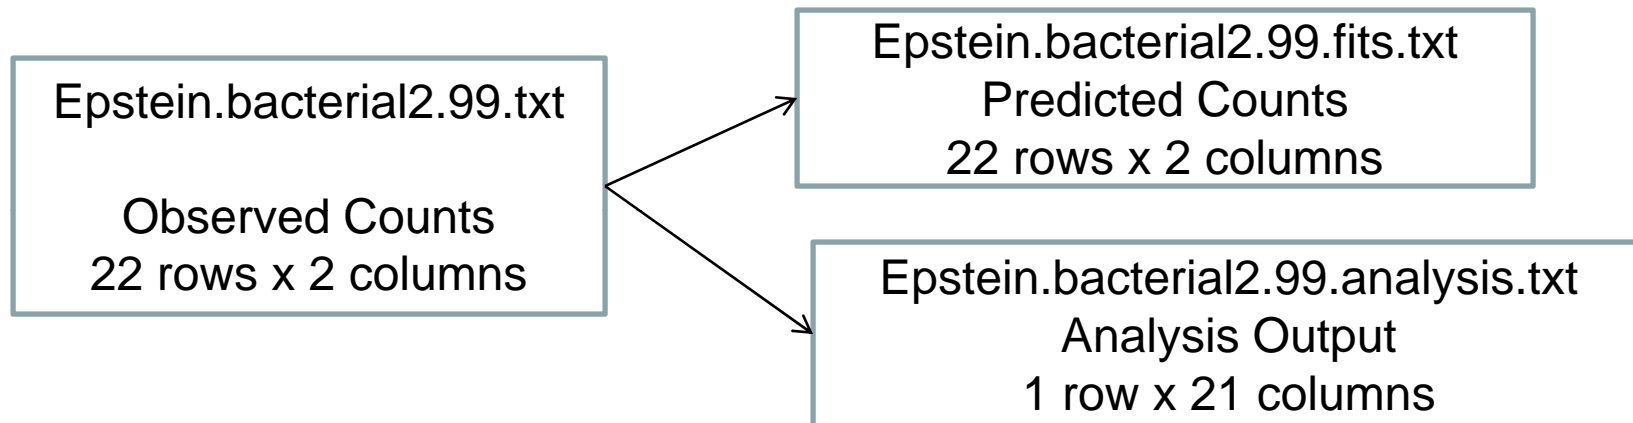 Epstein.bacterial2.99.txt
Observed Counts
22 rows x 2 columns
Epstein.bacterial2.99.fits.txt
Predicted Counts
22 rows x 2 columns
Epstein.bacterial2.99.analysis.txt
Analysis Output
1 row x 21 columns